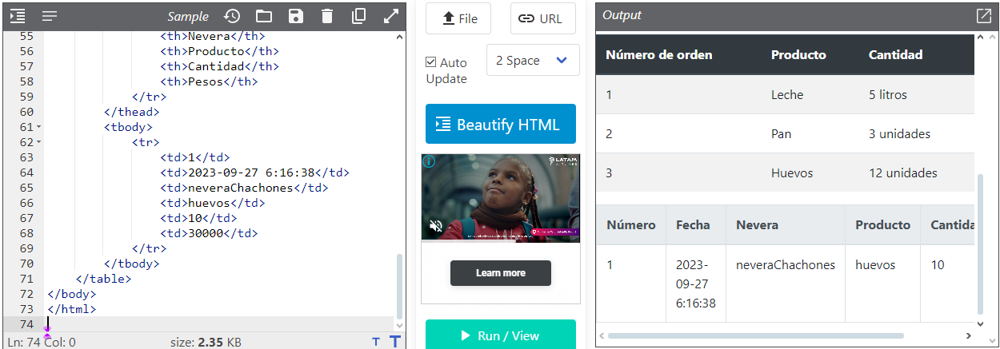 Sample
55 <th>Nevera</th>
56 <th>Producto</th>
57 <th>Cantidad</th>
58 <th>Pesos</th>
59 </tr>
60 </thead>
61 <tbody>
62 <tr>
63 <td>1</td>
64 <td>2023-09-27 6:16:38</td>
65 <td>neveraChachones</td>
66 <td>huevos</td>
67 <td>10</td>
68 <td>30000</td>
69 </tr>
70 </tbody>
71 </table>
72 </body>
73 </html>
74
Ln: 74 Col: 0 size: 2.35 KB T T
File URL
Auto Update 2 Space
Beautify HTML
LATAM
AIRLINES
Learn more
Run / View
Output
Número de orden Producto Cantidad
1 Leche 5 litros
2 Pan 3 unidades
3 Huevos 12 unidades
Número Fecha Nevera Producto Cantida
1 2023-09-27 6:16:38 neveraChachones huevos 10